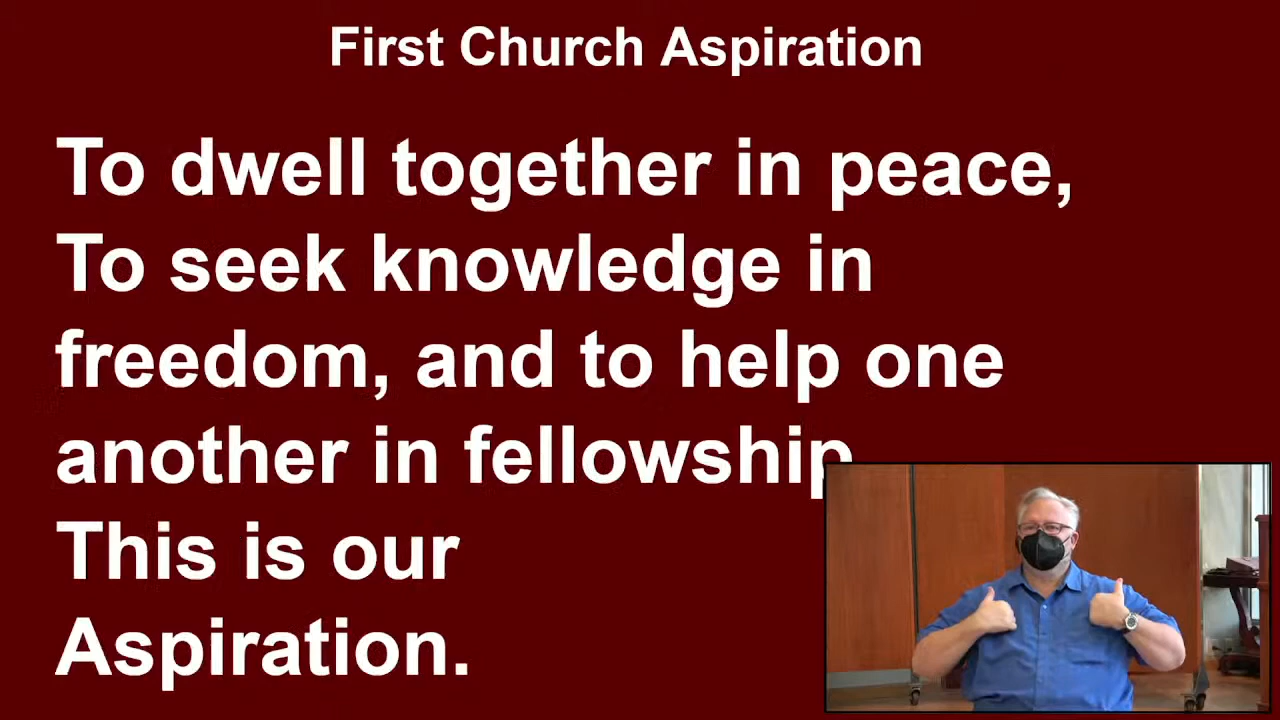 First Church Aspiration
To dwell together in peace,
To seek knowledge in
freedom, and to help one
another in fellowship
This is our
Aspiration.